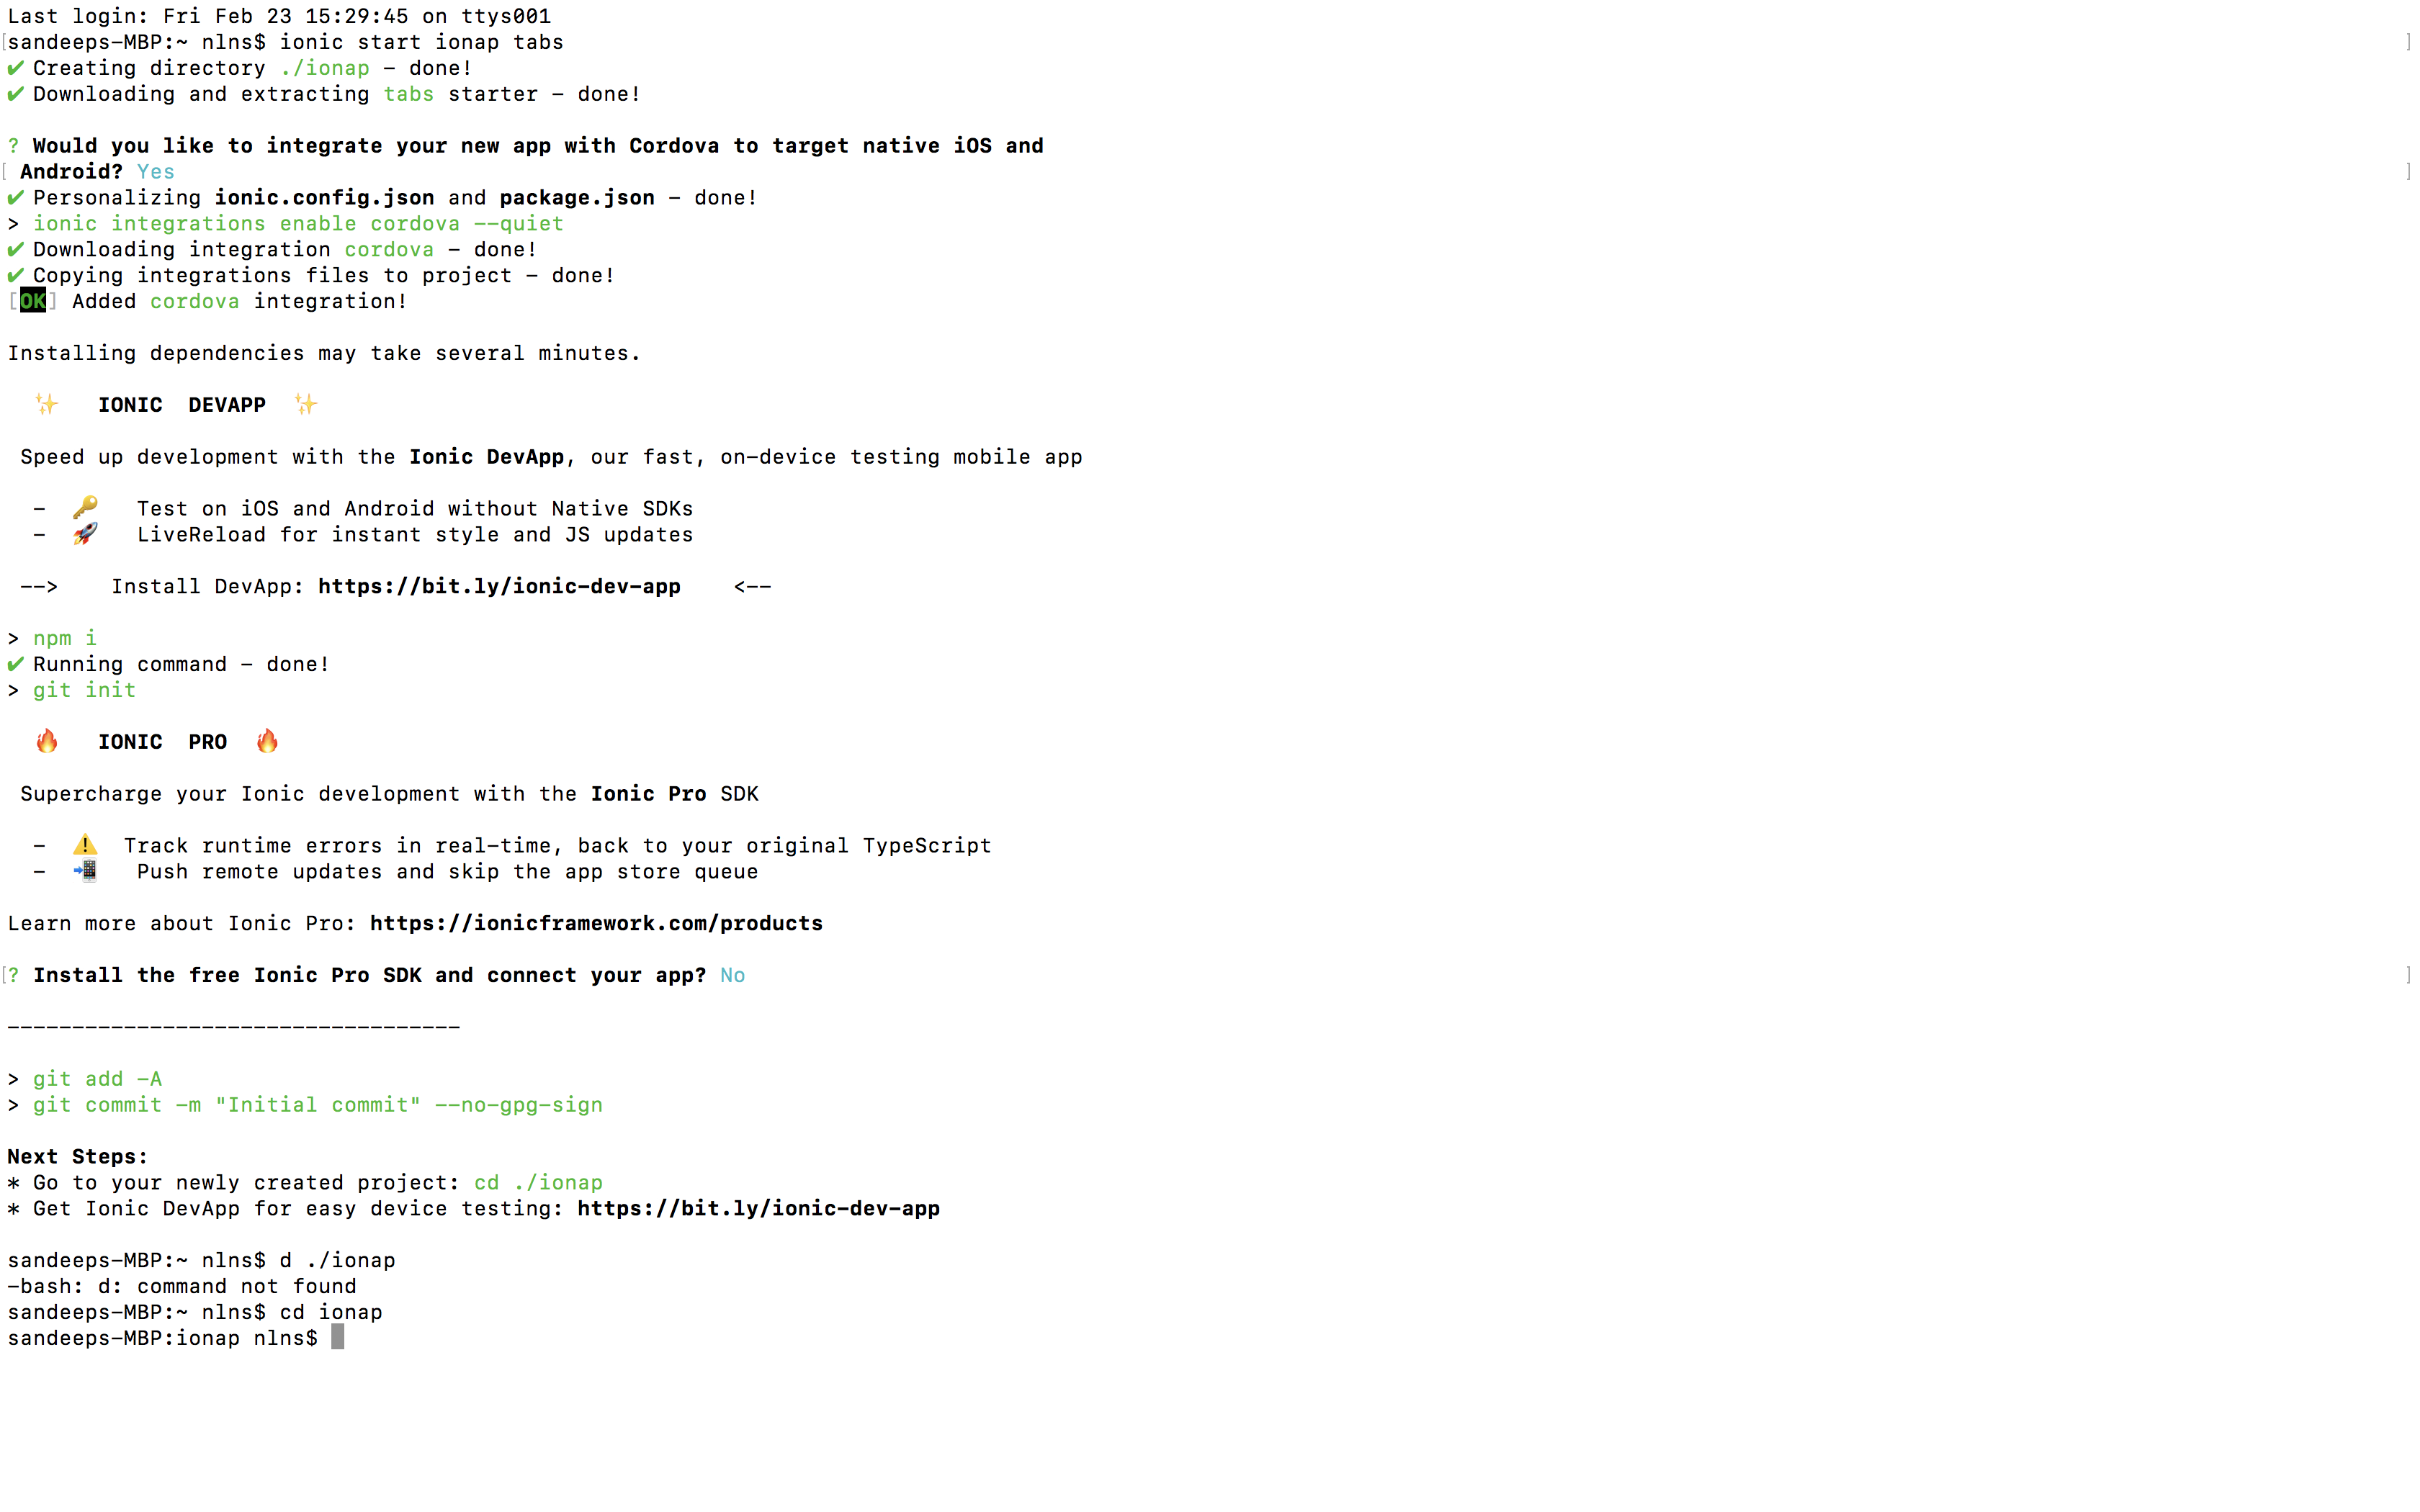 Last login: Fri Feb 23 15:29:45 on ttys001
[sandeeps-MBP:~ nlns$ ionic start ionap tabs ]
✔ Creating directory ./ionap - done!
✔ Downloading and extracting tabs starter - done!
? Would you like to integrate your new app with Cordova to target native iOS and
[ Android? Yes ]
✔ Personalizing ionic.config.json and package.json - done!
> ionic integrations enable cordova --quiet
✔ Downloading integration cordova - done!
✔ Copying integrations files to project - done!
[OK] Added cordova integration!
Installing dependencies may take several minutes.
✨ IONIC DEVAPP ✨
Speed up development with the Ionic DevApp, our fast, on-device testing mobile app
- 🔑 Test on iOS and Android without Native SDKs
- 🚀 LiveReload for instant style and JS updates
--> Install DevApp: https://bit.ly/ionic-dev-app <--
> npm i
✔ Running command - done!
> git init
🔥 IONIC PRO 🔥
Supercharge your Ionic development with the Ionic Pro SDK
- ⚠️ Track runtime errors in real-time, back to your original TypeScript
- 📲 Push remote updates and skip the app store queue
Learn more about Ionic Pro: https://ionicframework.com/products
[? Install the free Ionic Pro SDK and connect your app? No ]
-----------------------------------
> git add -A
> git commit -m "Initial commit" --no-gpg-sign
Next Steps:
* Go to your newly created project: cd ./ionap
* Get Ionic DevApp for easy device testing: https://bit.ly/ionic-dev-app
sandeeps-MBP:~ nlns$ d ./ionap
-bash: d: command not found
sandeeps-MBP:~ nlns$ cd ionap
sandeeps-MBP:ionap nlns$